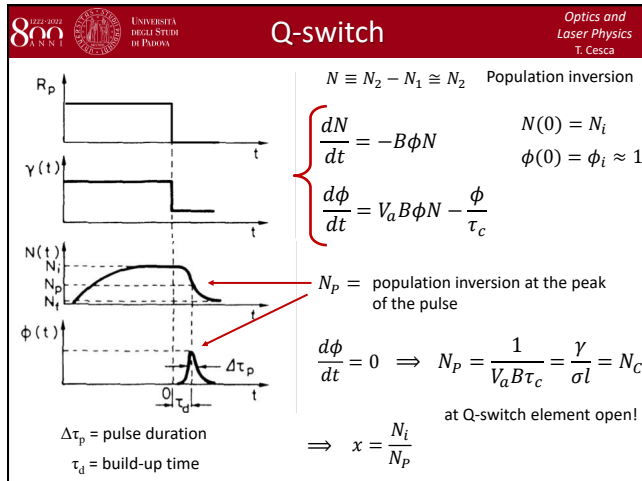 1222-2022
800
ANNI
UNIVERSITÀ
DEGLI STUDI
DI PADOVA
Q-switch
Optics and
Laser Physics
T. Cesca
R_p
t
γ(t)
t
N(t)
N_i
N_p
N_f
t
ϕ(t)
Δτ_p
0
t
τ_d
Δτ_p = pulse duration
τ_d = build-up time
N ≡ N_2 − N_1 ≅ N_2 Population inversion
dN/dt = −BϕN N(0) = N_i
ϕ(0) = ϕ_i ≈ 1
dϕ/dt = V_a BϕN − ϕ/τ_c
N_P = population inversion at the peak
of the pulse
dϕ/dt = 0 ⟹ N_P = 1/(V_a Bτ_c) = γ/(σl) = N_C
at Q-switch element open!
⟹ x = N_i/N_P